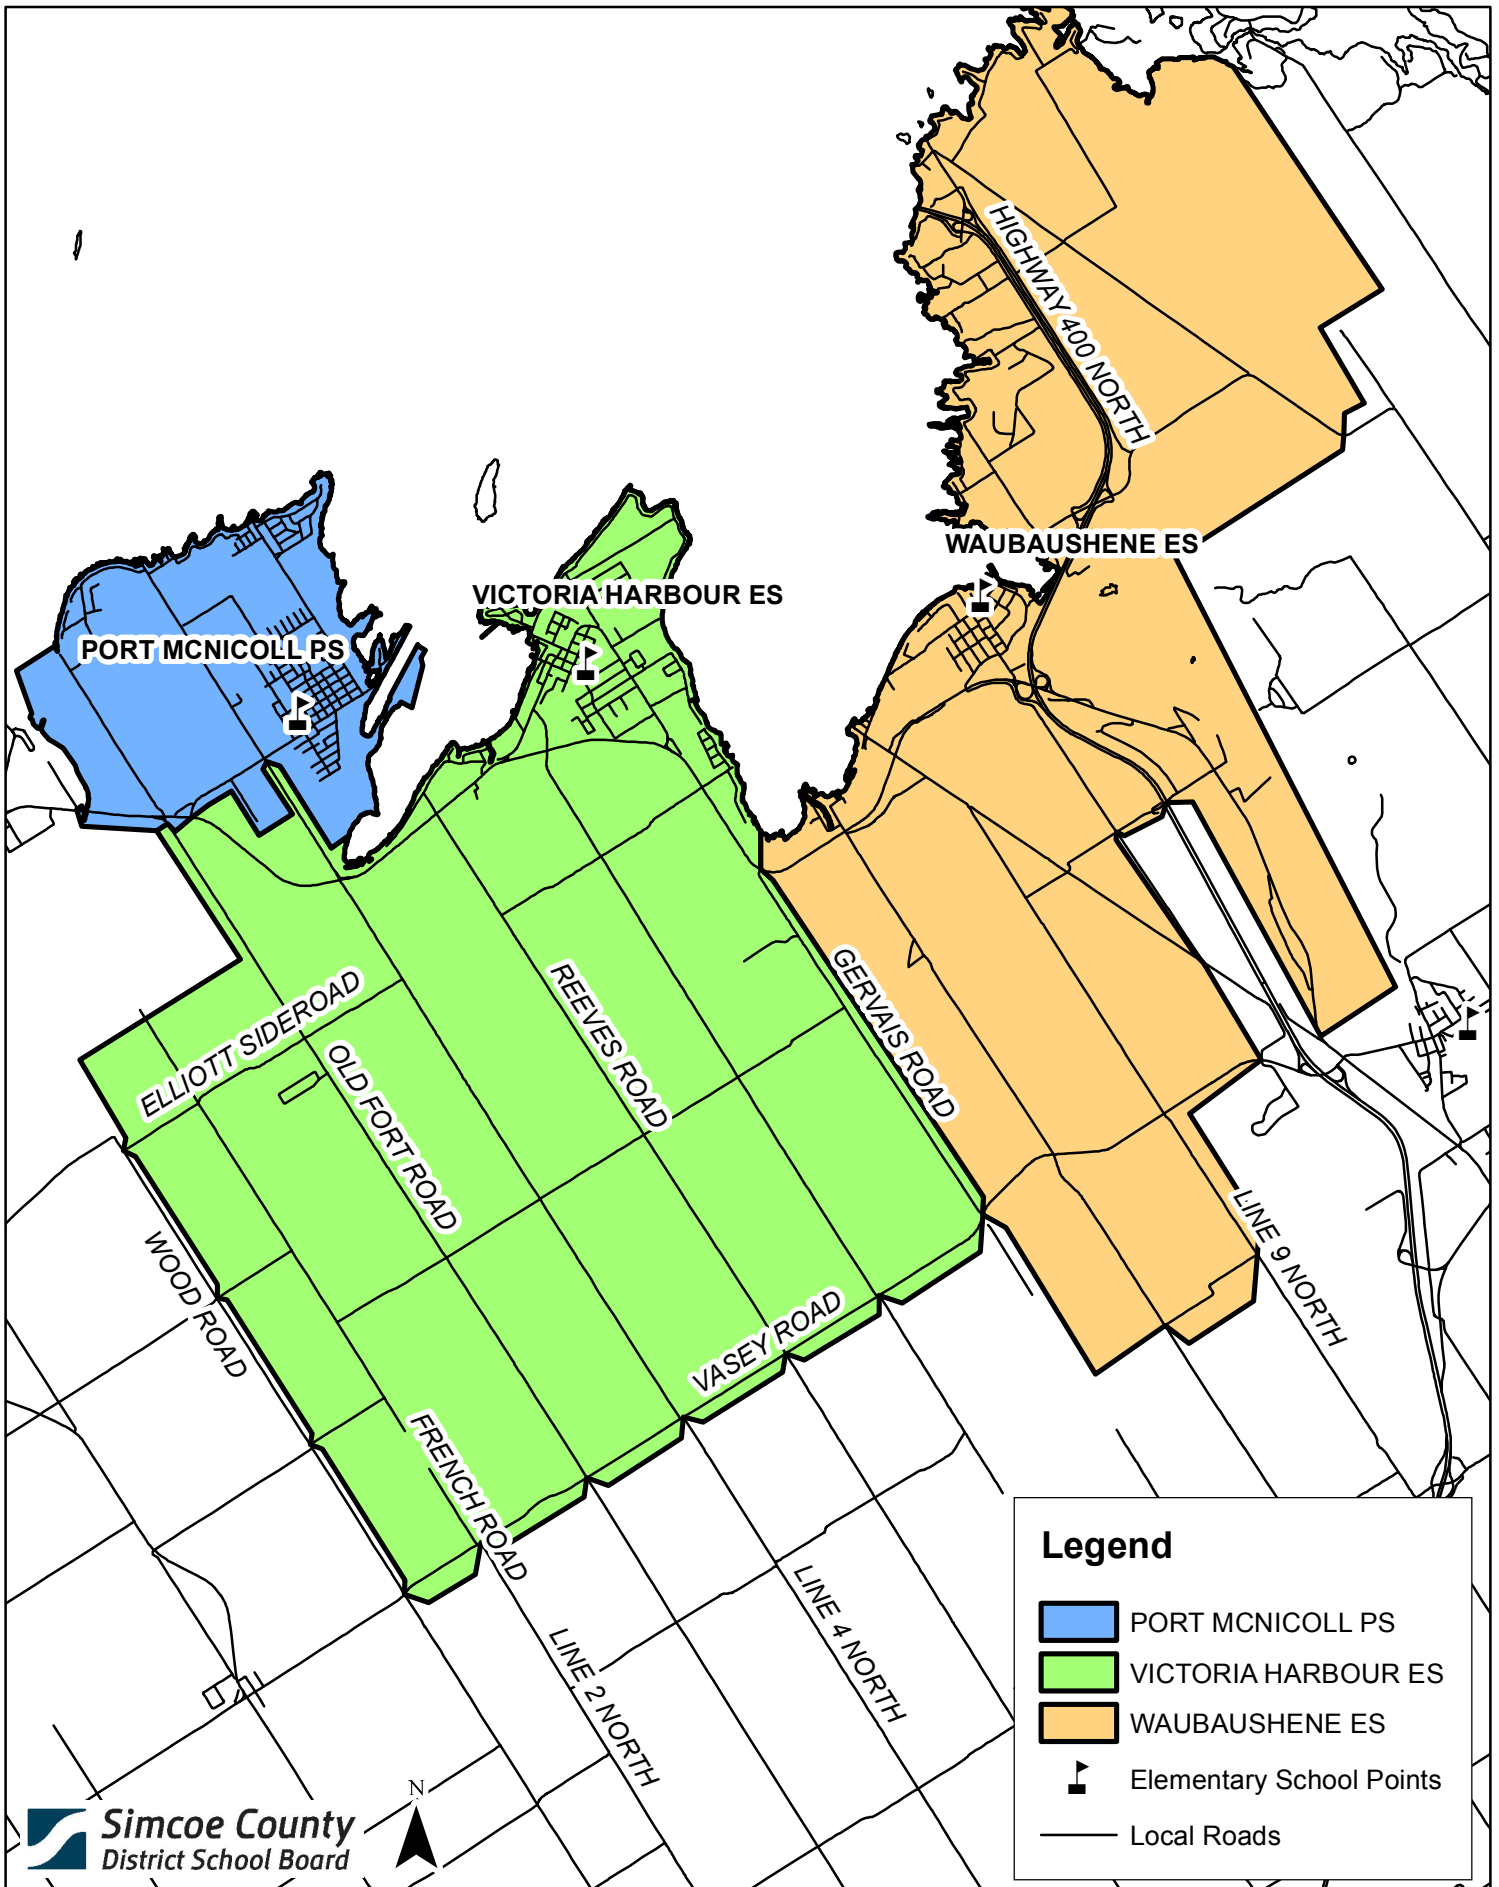 HIGHWAY 400 NORTH
WAUBAUSHENE ES
VICTORIA HARBOUR ES
PORT MCNICOLL PS
ELLIOTT SIDEROAD
OLD FORT ROAD
REEVES ROAD
GERVAIS ROAD
WOOD ROAD
LINE 9 NORTH
VASEY ROAD
FRENCH ROAD
LINE 2 NORTH
LINE 4 NORTH
Legend
PORT MCNICOLL PS
VICTORIA HARBOUR ES
WAUBAUSHENE ES
Elementary School Points
Local Roads
N
Simcoe County
District School Board